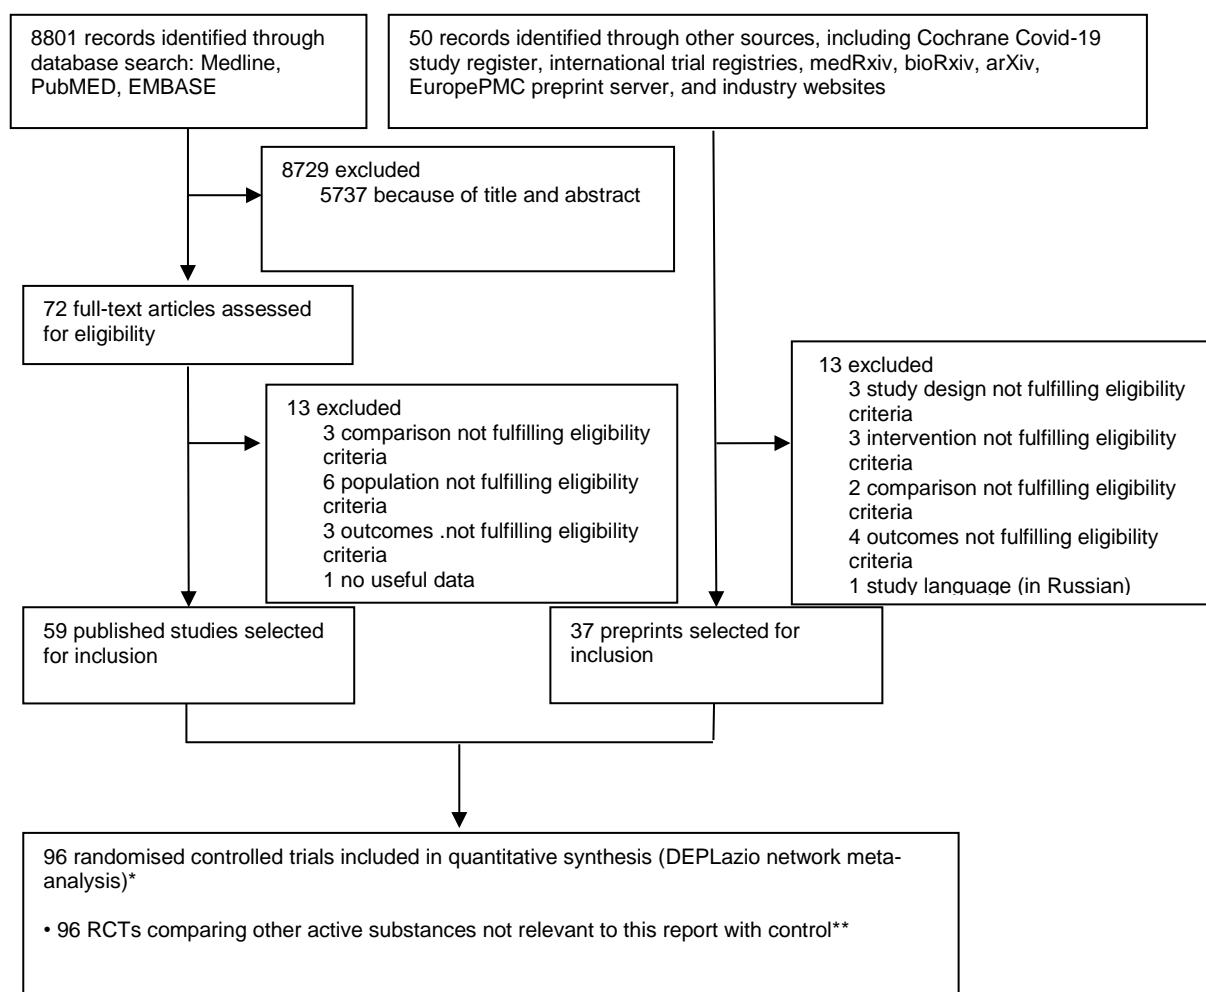 8801 records identified through
database search: Medline,
PubMED, EMBASE
50 records identified through other sources, including Cochrane Covid-19
study register, international trial registries, medRxiv, bioRxiv, arXiv,
EuropePMC preprint server, and industry websites
8729 excluded
5737 because of title and abstract
72 full-text articles assessed
for eligibility
13 excluded
3 comparison not fulfilling eligibility
criteria
6 population not fulfilling eligibility
criteria
3 outcomes .not fulfilling eligibility
criteria
1 no useful data
13 excluded
3 study design not fulfilling eligibility
criteria
3 intervention not fulfilling eligibility
criteria
2 comparison not fulfilling eligibility
criteria
4 outcomes not fulfilling eligibility
criteria
1 study language (in Russian)
59 published studies selected
for inclusion
37 preprints selected for
inclusion
96 randomised controlled trials included in quantitative synthesis (DEPLazio network meta-
analysis)*
• 96 RCTs comparing other active substances not relevant to this report with control**